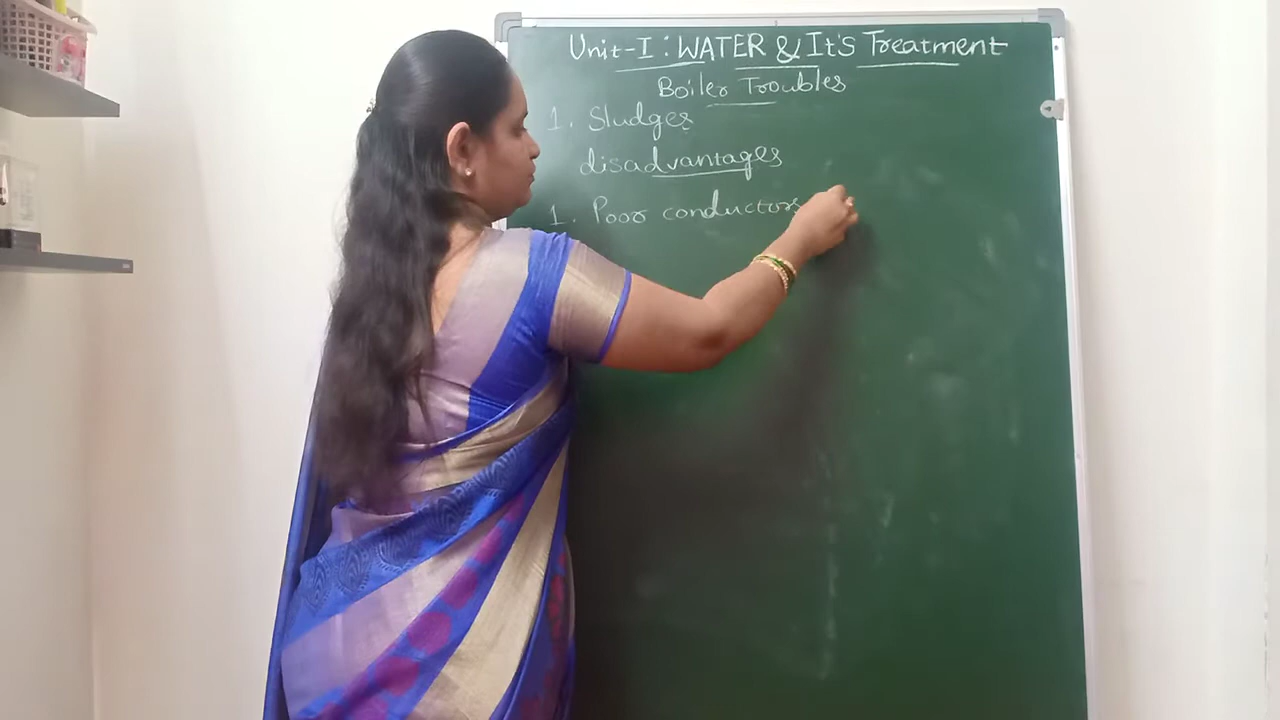 Unit-I: WATER & It's Treatment
Boiler Troubles
1. Sludges
disadvantages
1. Poor conductors